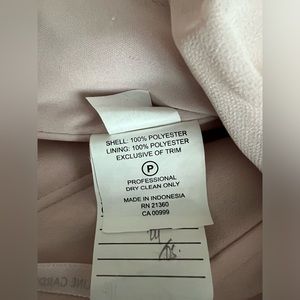 SHELL: 100% POLYESTER
LINING: 100% POLYESTER
EXCLUSIVE OF TRIM
P
PROFESSIONAL
DRY CLEAN ONLY
MADE IN INDONESIA
RN 21360
CA 00999